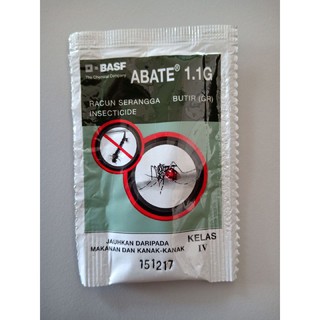 BASF
The Chemical Company
ABATE® 1.1G
RACUN SERANGGA BUTIR (GR)
INSECTICIDE
JAUHKAN DARIPADA
MAKANAN DAN KANAK-KANAK
KELAS
IV
151217